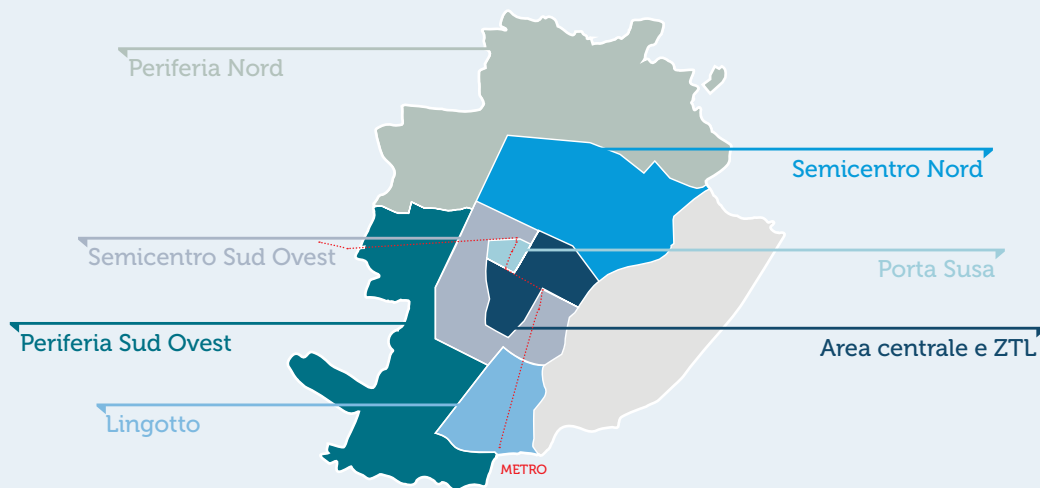 Periferia Nord
Semicentro Nord
Semicentro Sud Ovest
Porta Susa
Periferia Sud Ovest
Area centrale e ZTL
Lingotto
METRO